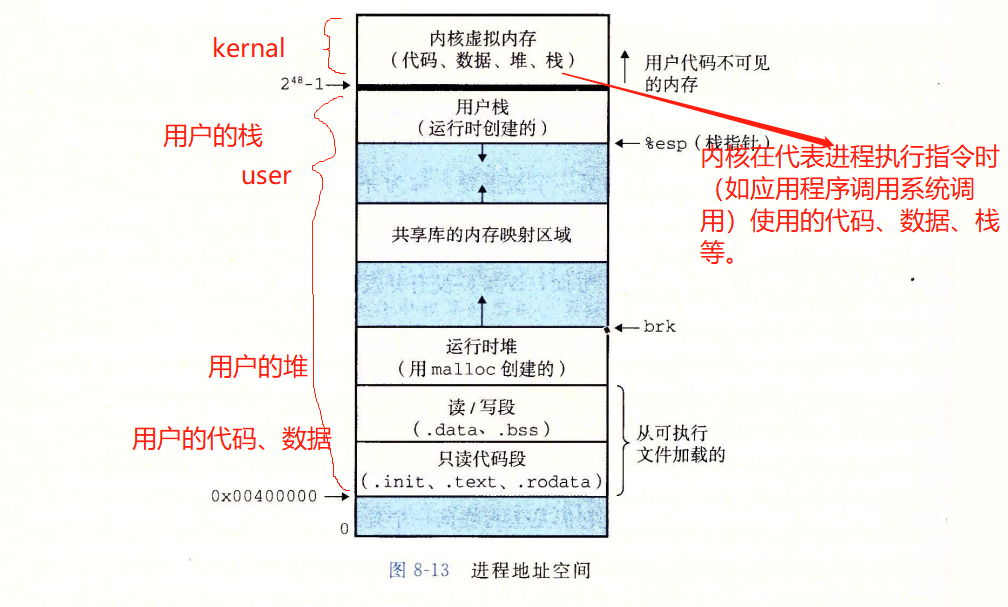 kernal
内核虚拟内存
(代码、数据、堆、栈)
用户代码不可见
的内存
2⁴⁸-1
用户栈
(运行时创建的)
用户的栈
%esp (栈指针)
user
内核在代表进程执行指令时
（如应用程序调用系统调
用）使用的代码、数据、栈
等。
共享库的内存映射区域
brk
运行时堆
(用malloc创建的)
用户的堆
读/写段
(.data、.bss)
用户的代码、数据
从可执行
文件加载的
只读代码段
(.init、.text、.rodata)
0x00400000
0
图 8-13 进程地址空间